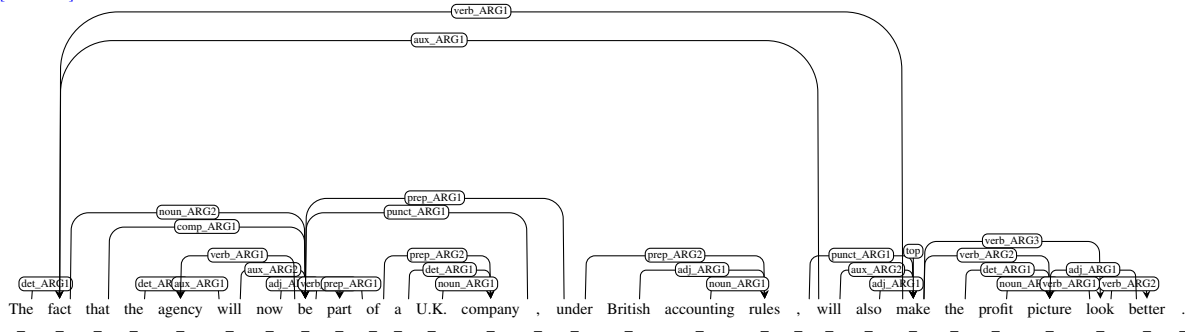 verb_ARG1
aux_ARG1
prep_ARG1
noun_ARG2 punct_ARG1
comp_ARG1
verb_ARG3
top
verb_ARG1 prep_ARG2 prep_ARG2 punct_ARG1 verb_ARG2
aux_ARG2 det_ARG1 adj_ARG1 aux_ARG2 det_ARG1 adj_ARG1
det_ARG1 aux_ARG1 prep_ARG1 noun_ARG1 noun_ARG1 adj_ARG1 verb_ARG1 verb_ARG2
The fact that the agency will now be part of a U.K. company , under British accounting rules , will also make the profit picture look better .